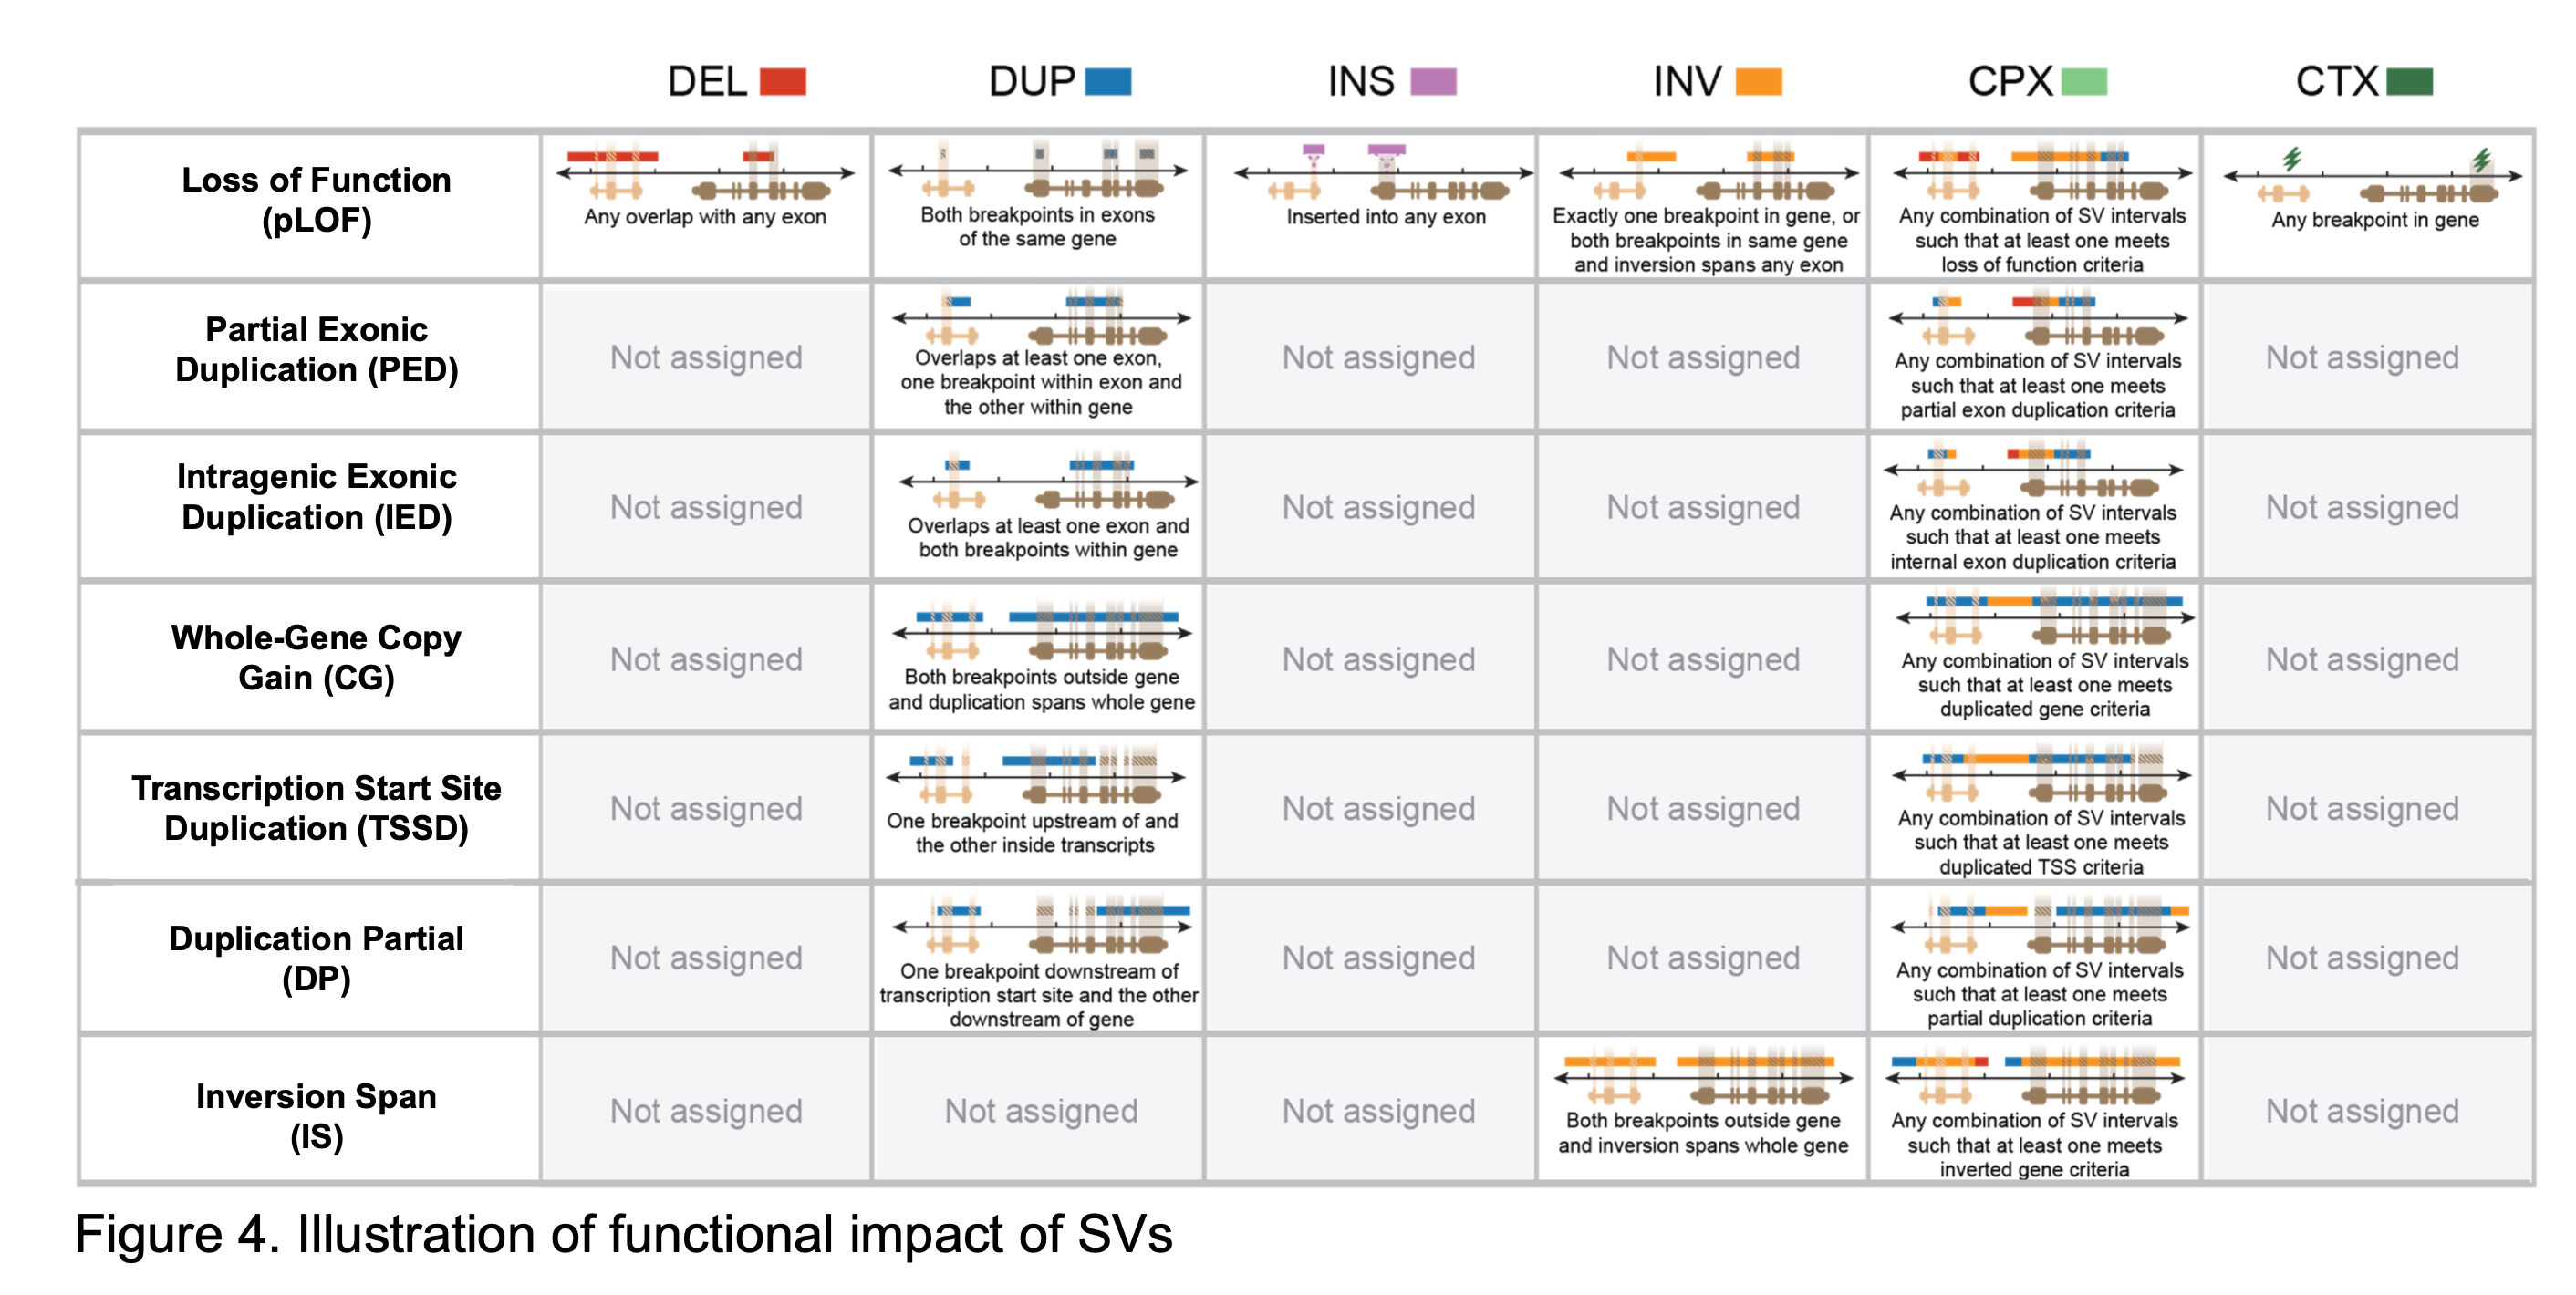 DEL
DUP
INS
INV
CPX
CTX
Loss of Function
(pLOF)
Any overlap with any exon
Both breakpoints in exons
of the same gene
Inserted into any exon
Exactly one breakpoint in gene, or
both breakpoints in same gene
and inversion spans any exon
Any combination of SV intervals
such that at least one meets
loss of function criteria
Any breakpoint in gene
Partial Exonic
Duplication (PED)
Not assigned
Overlaps at least one exon,
one breakpoint within exon and
the other within gene
Not assigned
Not assigned
Any combination of SV intervals
such that at least one meets
partial exon duplication criteria
Not assigned
Intragenic Exonic
Duplication (IED)
Not assigned
Overlaps at least one exon and
both breakpoints within gene
Not assigned
Not assigned
Any combination of SV intervals
such that at least one meets
internal exon duplication criteria
Not assigned
Whole-Gene Copy
Gain (CG)
Not assigned
Both breakpoints outside gene
and duplication spans whole gene
Not assigned
Not assigned
Any combination of SV intervals
such that at least one meets
duplicated gene criteria
Not assigned
Transcription Start Site
Duplication (TSSD)
Not assigned
One breakpoint upstream of and
the other inside transcripts
Not assigned
Not assigned
Any combination of SV intervals
such that at least one meets
duplicated TSS criteria
Not assigned
Duplication Partial
(DP)
Not assigned
One breakpoint downstream of
transcription start site and the other
downstream of gene
Not assigned
Not assigned
Any combination of SV intervals
such that at least one meets
partial duplication criteria
Not assigned
Inversion Span
(IS)
Not assigned
Not assigned
Not assigned
Both breakpoints outside gene
and inversion spans whole gene
Any combination of SV intervals
such that at least one meets
inverted gene criteria
Not assigned
Figure 4. Illustration of functional impact of SVs